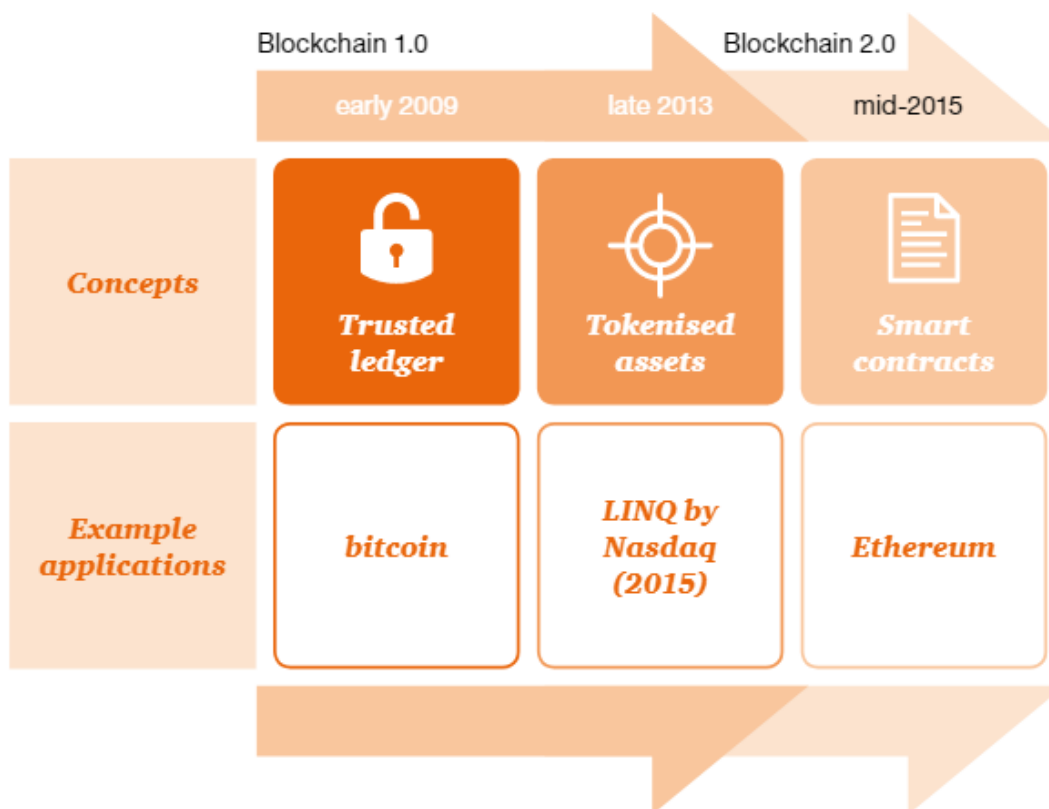 Blockchain 1.0
Blockchain 2.0
early 2009
late 2013
mid-2015
Concepts
Trusted
ledger
Tokenised
assets
Smart
contracts
Example
applications
bitcoin
LINQ by
Nasdaq
(2015)
Ethereum